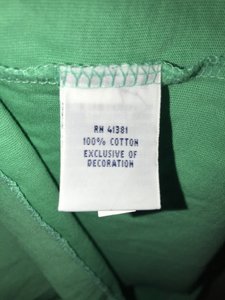 RN 41381
100% COTTON
EXCLUSIVE OF
DECORATION